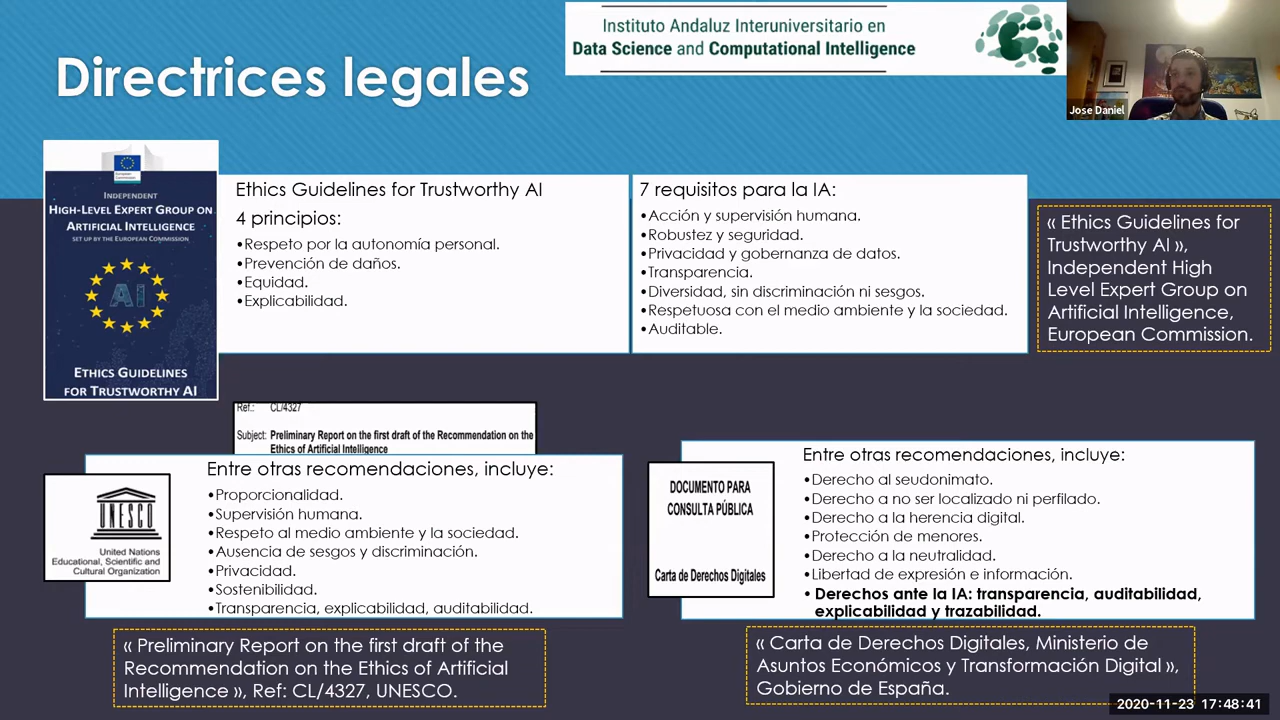 Instituto Andaluz Interuniversitario en
Data Science and Computational Intelligence
Directrices legales
Jose Daniel
European
Commission
INDEPENDENT
HIGH-LEVEL EXPERT GROUP ON
ARTIFICIAL INTELLIGENCE
SET UP BY THE EUROPEAN COMMISSION
AI
ETHICS GUIDELINES
FOR TRUSTWORTHY AI
Ethics Guidelines for Trustworthy AI
4 principios:
•Respeto por la autonomía personal.
•Prevención de daños.
•Equidad.
•Explicabilidad.
7 requisitos para la IA:
•Acción y supervisión humana.
•Robustez y seguridad.
•Privacidad y gobernanza de datos.
•Transparencia.
•Diversidad, sin discriminación ni sesgos.
•Respetuosa con el medio ambiente y la sociedad.
•Auditable.
« Ethics Guidelines for
Trustworthy AI »,
Independent High
Level Expert Group on
Artificial Intelligence,
European Commission.
Ref.: CL/4327
Subject: Preliminary Report on the first draft of the Recommendation on the
Ethics of Artificial Intelligence
UNESCO
United Nations
Educational, Scientific and
Cultural Organization
Entre otras recomendaciones, incluye:
•Proporcionalidad.
•Supervisión humana.
•Respeto al medio ambiente y la sociedad.
•Ausencia de sesgos y discriminación.
•Privacidad.
•Sostenibilidad.
•Transparencia, explicabilidad, auditabilidad.
« Preliminary Report on the first draft of the
Recommendation on the Ethics of Artificial
Intelligence », Ref: CL/4327, UNESCO.
DOCUMENTO PARA
CONSULTA PÚBLICA
Carta de Derechos Digitales
Entre otras recomendaciones, incluye:
•Derecho al seudonimato.
•Derecho a no ser localizado ni perfilado.
•Derecho a la herencia digital.
•Protección de menores.
•Derecho a la neutralidad.
•Libertad de expresión e información.
• Derechos ante la IA: transparencia, auditabilidad,
explicabilidad y trazabilidad.
« Carta de Derechos Digitales, Ministerio de
Asuntos Económicos y Transformación Digital »,
Gobierno de España.
2020-11-23 17:48:41